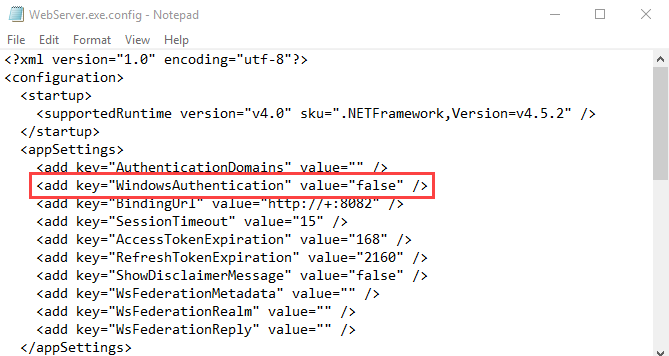 WebServer.exe.config - Notepad
File Edit Format View Help
<?xml version="1.0" encoding="utf-8"?>
<configuration>
<startup>
<supportedRuntime version="v4.0" sku=".NETFramework,Version=v4.5.2" />
</startup>
<appSettings>
<add key="AuthenticationDomains" value="" />
<add key="WindowsAuthentication" value="false" />
<add key="BindingUrl" value="http://+:8082" />
<add key="SessionTimeout" value="15" />
<add key="AccessTokenExpiration" value="168" />
<add key="RefreshTokenExpiration" value="2160" />
<add key="ShowDisclaimerMessage" value="false" />
<add key="WsFederationMetadata" value="" />
<add key="WsFederationRealm" value="" />
<add key="WsFederationReply" value="" />
</appSettings>